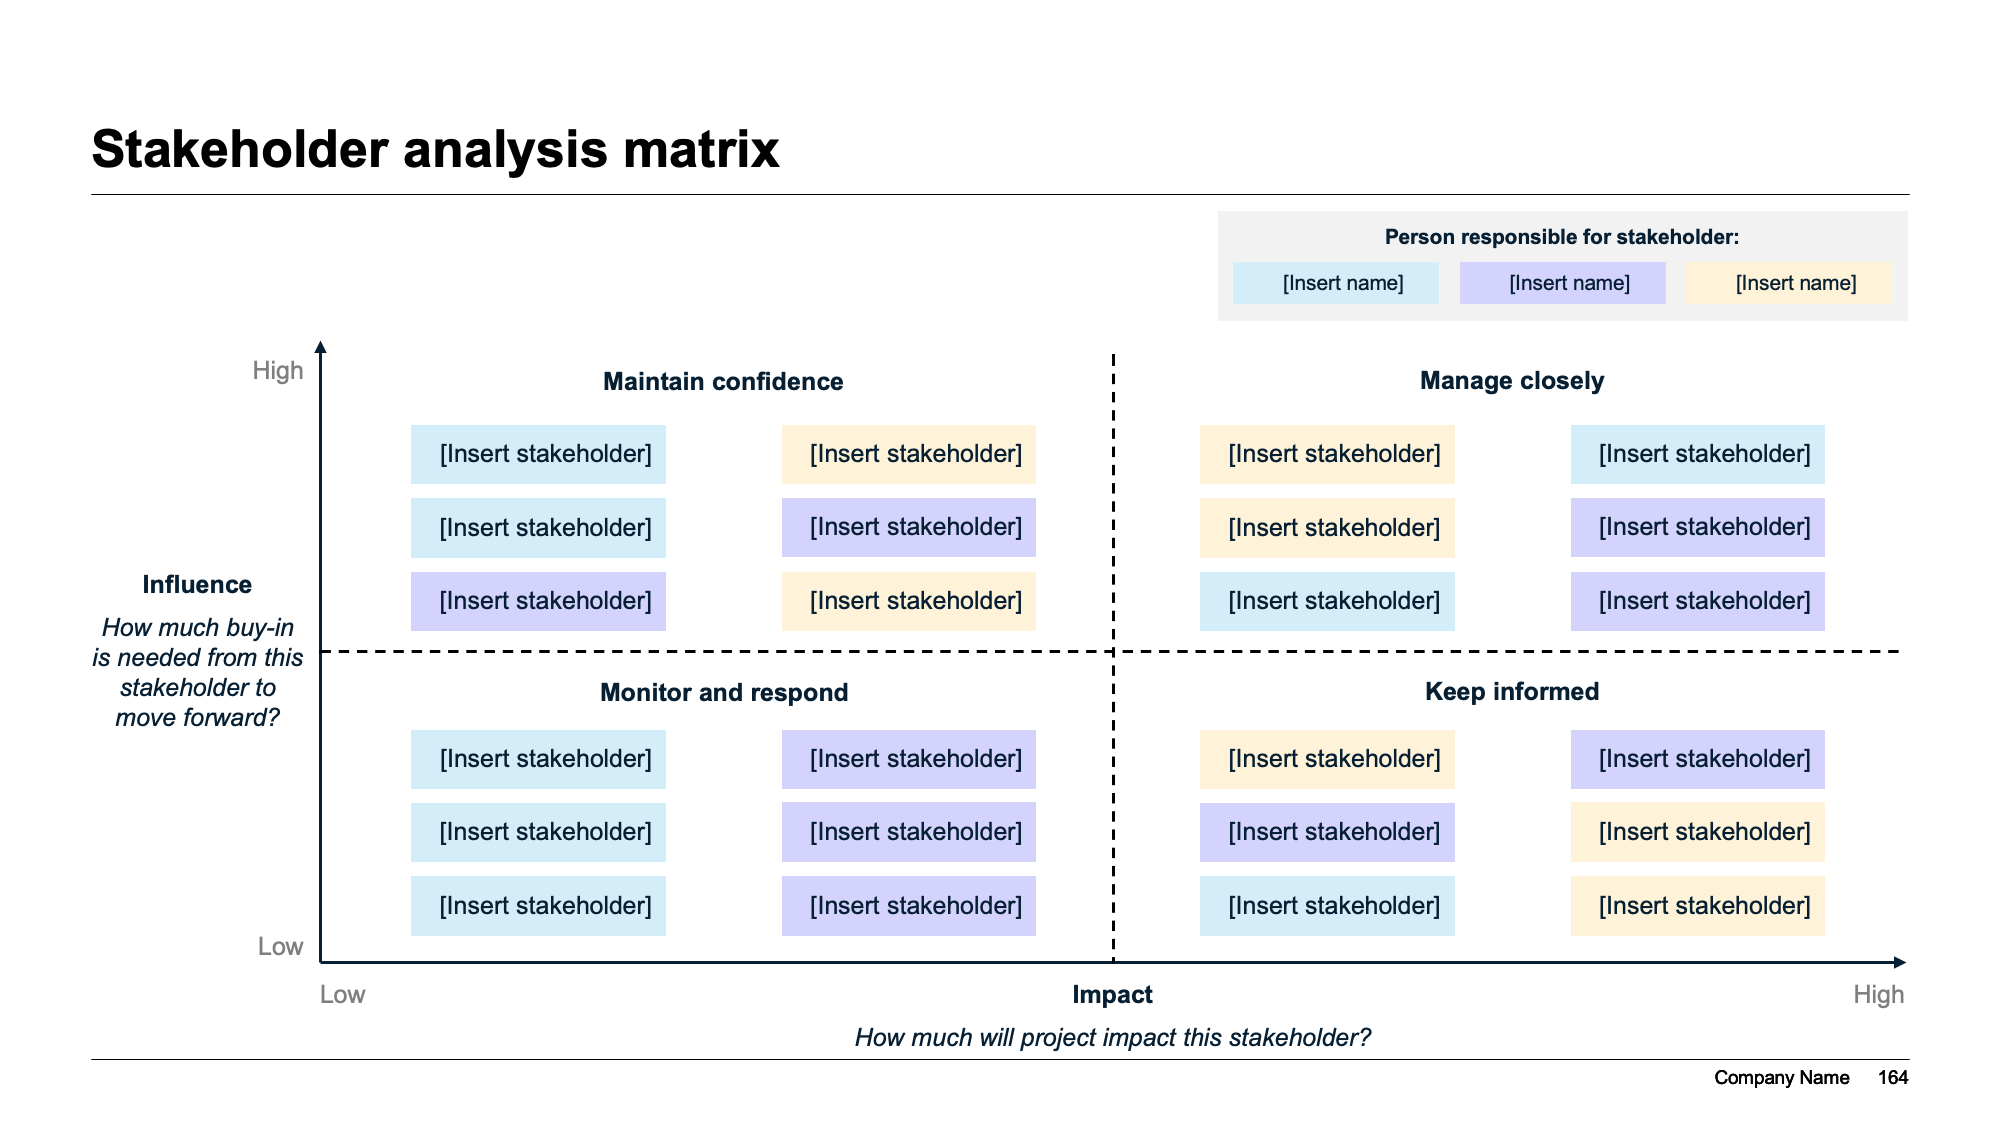 Stakeholder analysis matrix
Person responsible for stakeholder:
[Insert name] [Insert name] [Insert name]
High
Maintain confidence
Manage closely
[Insert stakeholder] [Insert stakeholder] [Insert stakeholder] [Insert stakeholder]
[Insert stakeholder] [Insert stakeholder] [Insert stakeholder] [Insert stakeholder]
[Insert stakeholder] [Insert stakeholder] [Insert stakeholder] [Insert stakeholder]
Influence
How much buy-in
is needed from this
stakeholder to
move forward?
Monitor and respond
Keep informed
[Insert stakeholder] [Insert stakeholder] [Insert stakeholder] [Insert stakeholder]
[Insert stakeholder] [Insert stakeholder] [Insert stakeholder] [Insert stakeholder]
[Insert stakeholder] [Insert stakeholder] [Insert stakeholder] [Insert stakeholder]
Low
Low
Impact
High
How much will project impact this stakeholder?
Company Name 164